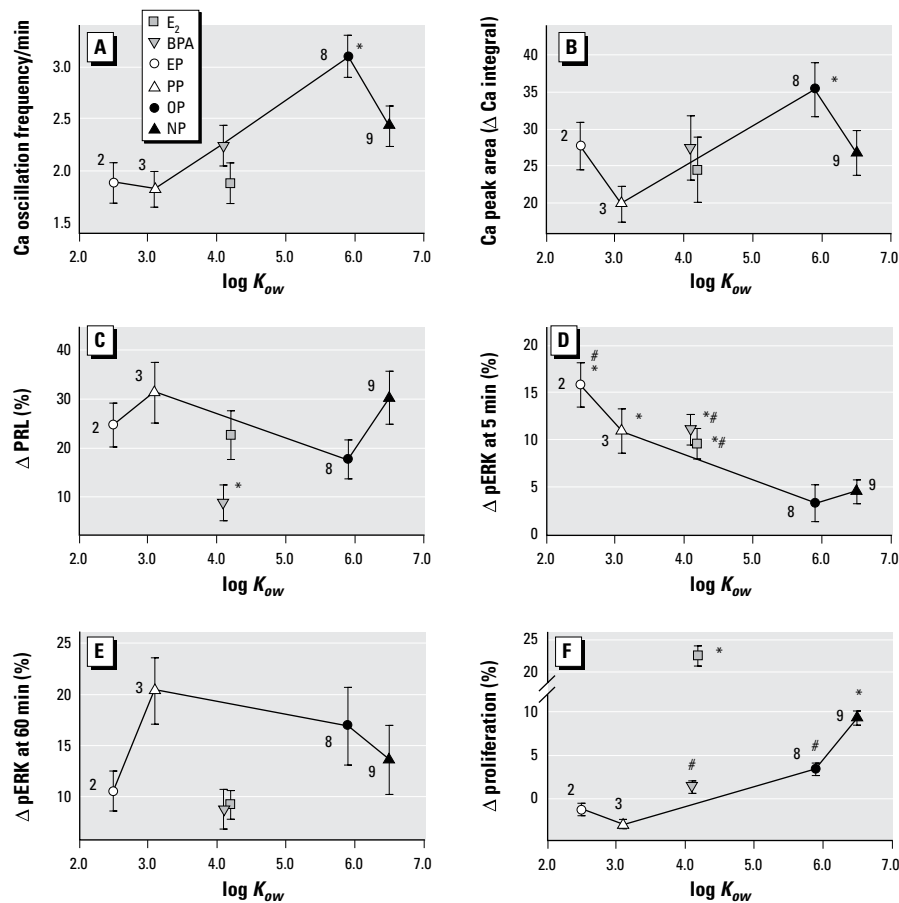 A
E2
BPA
EP
PP
OP
NP
Ca oscillation frequency/min
3.0
2.5
2.0
1.5
2
3
8
*
9
2.0 3.0 4.0 5.0 6.0 7.0
log Kow
B
Ca peak area (Δ Ca integral)
40
35
30
25
20
2
3
8
*
9
2.0 3.0 4.0 5.0 6.0 7.0
log Kow
C
Δ PRL (%)
40
30
20
10
2
3
*
8
9
2.0 3.0 4.0 5.0 6.0 7.0
log Kow
D
Δ pERK at 5 min (%)
20
15
10
5
0
#
*
2
3
*
*#
*#
8
9
2.0 3.0 4.0 5.0 6.0 7.0
log Kow
E
Δ pERK at 60 min (%)
25
20
15
10
2
3
8
9
2.0 3.0 4.0 5.0 6.0 7.0
log Kow
F
Δ proliferation (%)
25
20
10
5
0
*
2
3
#
8
#
9
*
2.0 3.0 4.0 5.0 6.0 7.0
log Kow